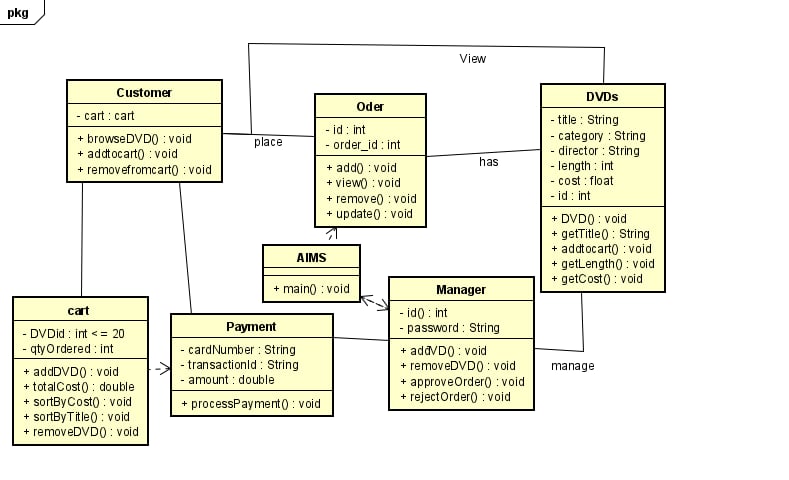 pkg
View
Customer
- cart : cart
+ browseDVD() : void
+ addtocart() : void
+ removefromcart() : void
place
Oder
- id : int
- order_id : int
+ add() : void
+ view() : void
+ remove() : void
+ update() : void
has
DVDs
- title : String
- category : String
- director : String
- length : int
- cost : float
- id : int
+ DVD() : void
+ getTitle() : String
+ addtocart() : void
+ getLength() : void
+ getCost() : void
AIMS
+ main() : void
Manager
- id() : int
- password : String
+ addVD() : void
+ removeDVD() : void
+ approveOrder() : void
+ rejectOrder() : void
manage
cart
- DVDid : int < = 20
- qtyOrdered : int
+ addDVD() : void
+ totalCost() : double
+ sortByCost() : void
+ sortByTitle() : void
+ removeDVD() : void
Payment
- cardNumber : String
- transactionId : String
- amount : double
+ processPayment() : void